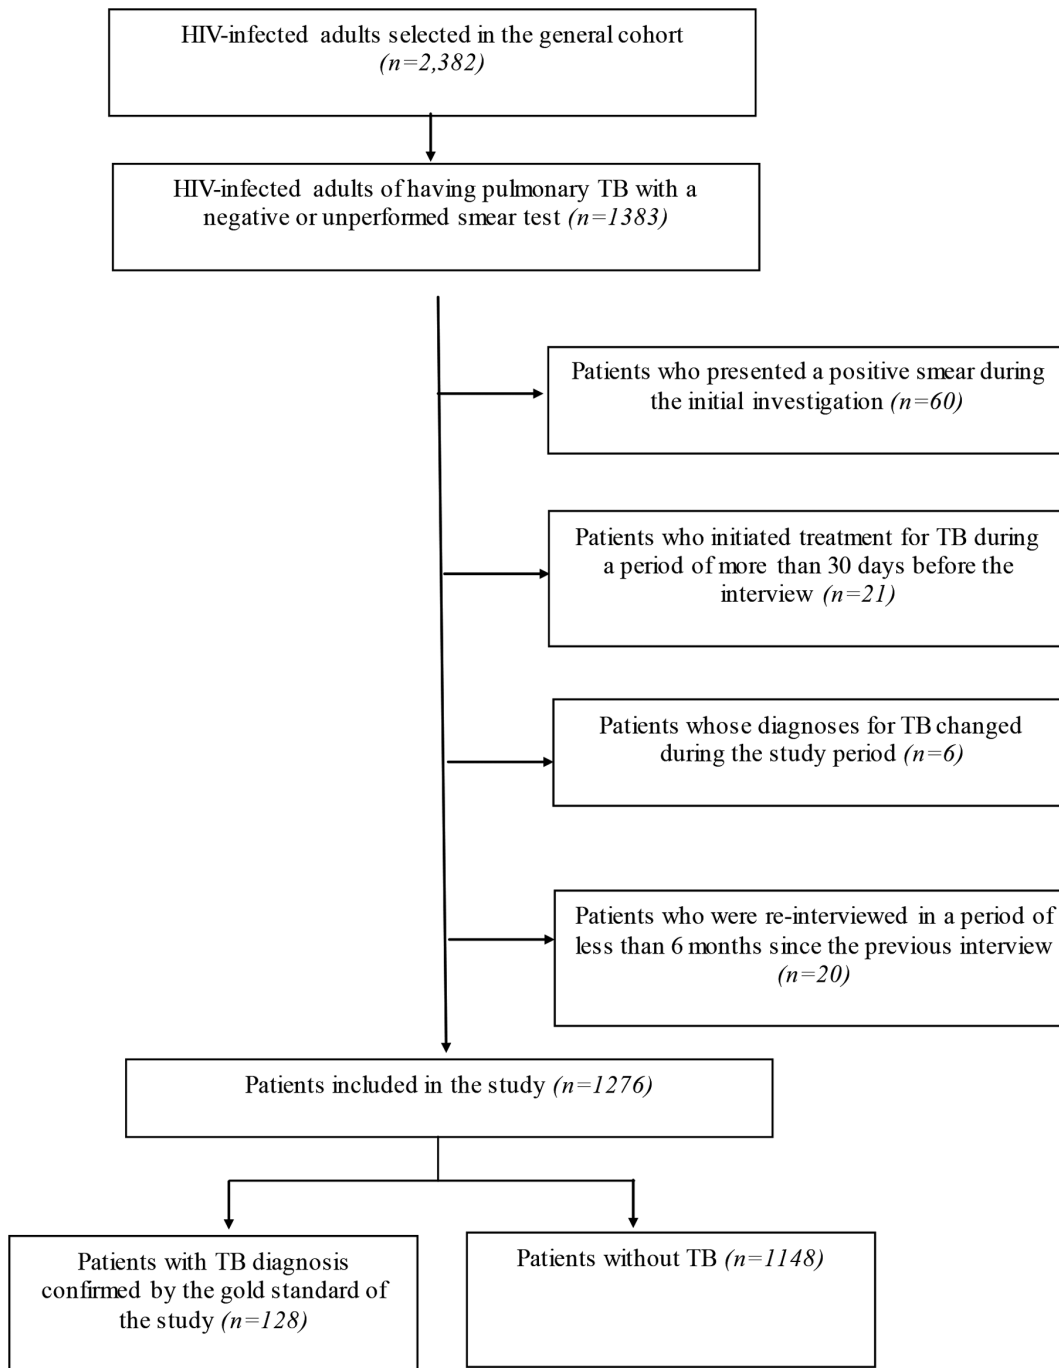 HIV-infected adults selected in the general cohort
(n=2,382)
HIV-infected adults of having pulmonary TB with a
negative or unperformed smear test (n=1383)
Patients who presented a positive smear during
the initial investigation (n=60)
Patients who initiated treatment for TB during
a period of more than 30 days before the
interview (n=21)
Patients whose diagnoses for TB changed
during the study period (n=6)
Patients who were re-interviewed in a period of
less than 6 months since the previous interview
(n=20)
Patients included in the study (n=1276)
Patients with TB diagnosis
confirmed by the gold standard of
the study (n=128)
Patients without TB (n=1148)